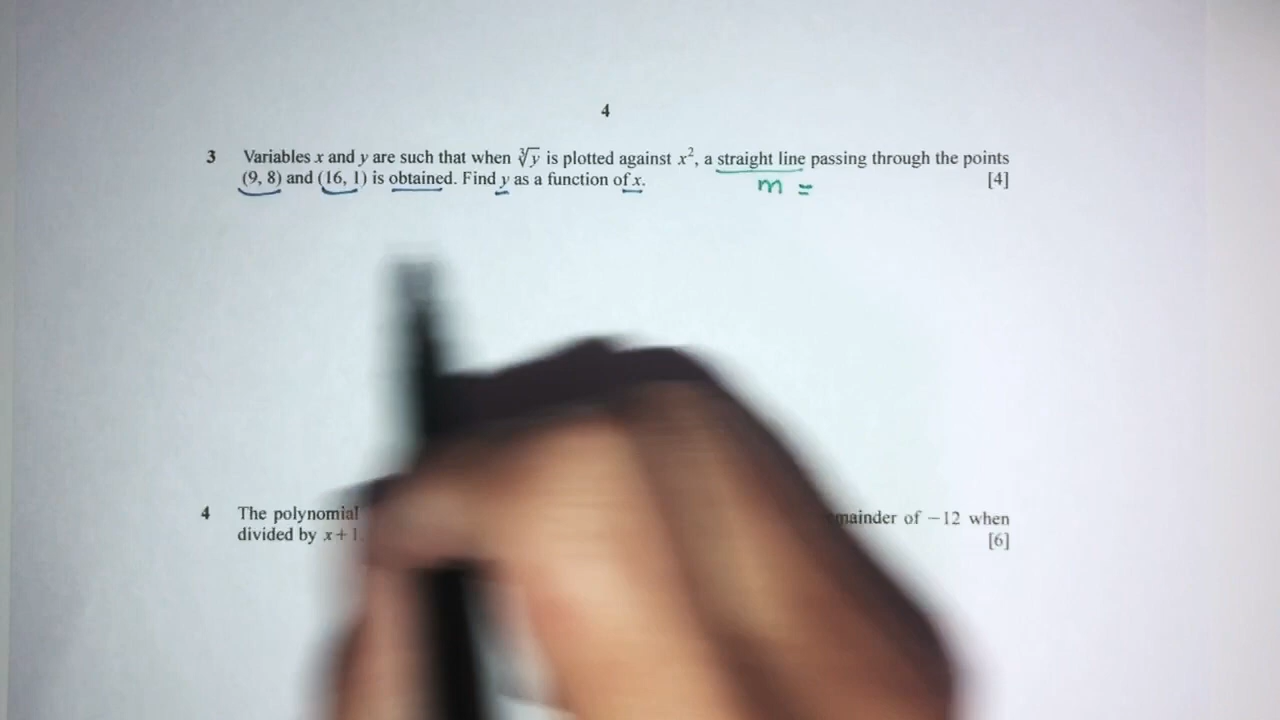 4
3 Variables x and y are such that when ∛y is plotted against x², a straight line passing through the points
(9, 8) and (16, 1) is obtained. Find y as a function of x. [4]
m =
4 The polynomial mainder of −12 when
divided by x+1. [6]